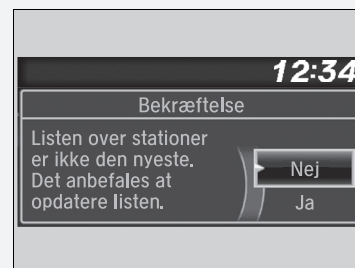 12:34
Bekræftelse
Listen over stationer
er ikke den nyeste.
Det anbefales at
opdatere listen.
Nej
Ja